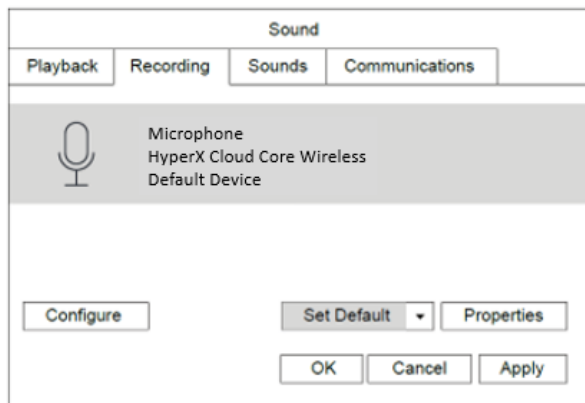 Sound
Playback Recording Sounds Communications
Microphone
HyperX Cloud Core Wireless
Default Device
Configure Set Default Properties
OK Cancel Apply